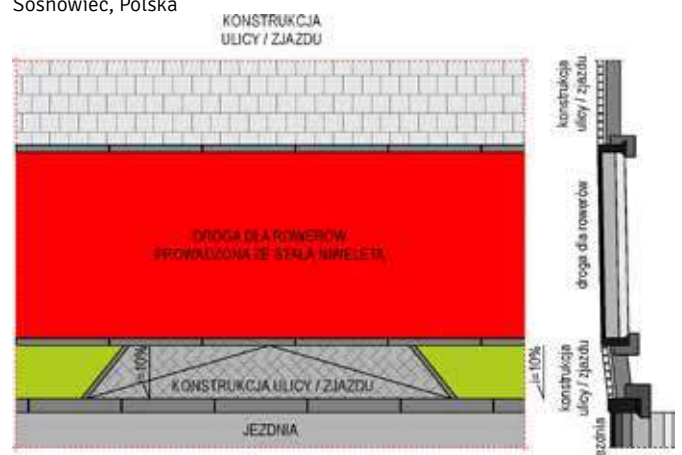 Sosnowiec, Polska
KONSTRUKCJA
ULICY / ZJAZDU
DROGA DLA ROWERÓW
PROWADZONA ZE STAŁĄ NIWELETĄ
i=10%
KONSTRUKCJA ULICY / ZJAZDU
JEZDNIA
i=10%
konstrukcja
ulicy / zjazdu
droga dla rowerów
konstrukcja
ulicy / zjazdu